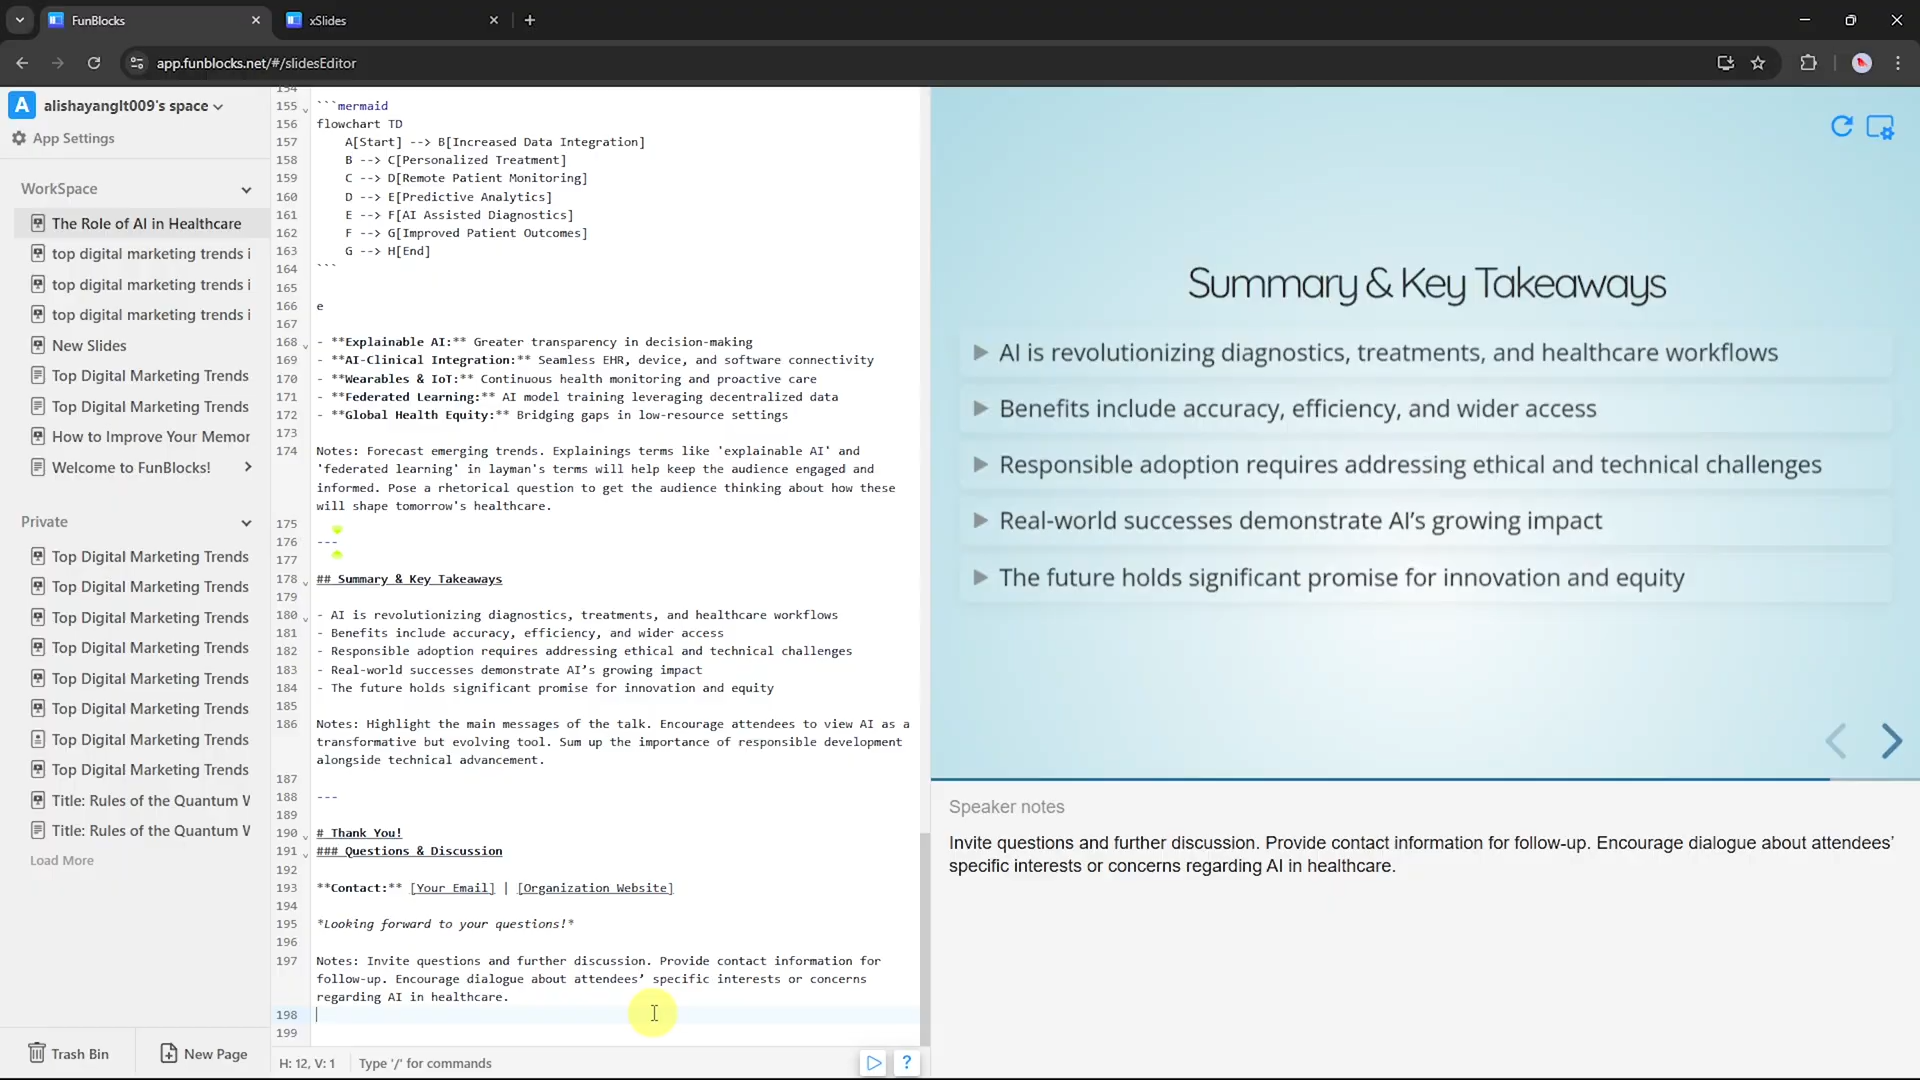 FunBlocks
xSlides
app.funblocks.net/#/slidesEditor
A alishayanglt009's space
App Settings
WorkSpace
The Role of AI in Healthcare
top digital marketing trends i
top digital marketing trends i
top digital marketing trends i
New Slides
Top Digital Marketing Trends
Top Digital Marketing Trends
How to Improve Your Memor
Welcome to FunBlocks!
Private
Top Digital Marketing Trends
Top Digital Marketing Trends
Top Digital Marketing Trends
Top Digital Marketing Trends
Top Digital Marketing Trends
Top Digital Marketing Trends
Top Digital Marketing Trends
Top Digital Marketing Trends
Title: Rules of the Quantum W
Title: Rules of the Quantum W
Load More
Trash Bin
New Page
154
155 ```mermaid
156 flowchart TD
157 A[Start] --> B[Increased Data Integration]
158 B --> C[Personalized Treatment]
159 C --> D[Remote Patient Monitoring]
160 D --> E[Predictive Analytics]
161 E --> F[AI Assisted Diagnostics]
162 F --> G[Improved Patient Outcomes]
163 G --> H[End]
164 ```
165
166 e
167
168 - **Explainable AI:** Greater transparency in decision-making
169 - **AI-Clinical Integration:** Seamless EHR, device, and software connectivity
170 - **Wearables & IoT:** Continuous health monitoring and proactive care
171 - **Federated Learning:** AI model training leveraging decentralized data
172 - **Global Health Equity:** Bridging gaps in low-resource settings
173
174 Notes: Forecast emerging trends. Explainings terms like 'explainable AI' and
'federated learning' in layman's terms will help keep the audience engaged and
informed. Pose a rhetorical question to get the audience thinking about how these
will shape tomorrow's healthcare.
175
176 ---
177
178 ## Summary & Key Takeaways
179
180 - AI is revolutionizing diagnostics, treatments, and healthcare workflows
181 - Benefits include accuracy, efficiency, and wider access
182 - Responsible adoption requires addressing ethical and technical challenges
183 - Real-world successes demonstrate AI’s growing impact
184 - The future holds significant promise for innovation and equity
185
186 Notes: Highlight the main messages of the talk. Encourage attendees to view AI as a
transformative but evolving tool. Sum up the importance of responsible development
alongside technical advancement.
187
188 ---
189
190 # Thank You!
191 ### Questions & Discussion
192
193 **Contact:** [Your Email] | [Organization Website]
194
195 *Looking forward to your questions!*
196
197 Notes: Invite questions and further discussion. Provide contact information for
follow-up. Encourage dialogue about attendees’ specific interests or concerns
regarding AI in healthcare.
198
199
H: 12, V: 1 Type '/' for commands
?
Summary & Key Takeaways
AI is revolutionizing diagnostics, treatments, and healthcare workflows
Benefits include accuracy, efficiency, and wider access
Responsible adoption requires addressing ethical and technical challenges
Real-world successes demonstrate AI’s growing impact
The future holds significant promise for innovation and equity
Speaker notes
Invite questions and further discussion. Provide contact information for follow-up. Encourage dialogue about attendees’
specific interests or concerns regarding AI in healthcare.